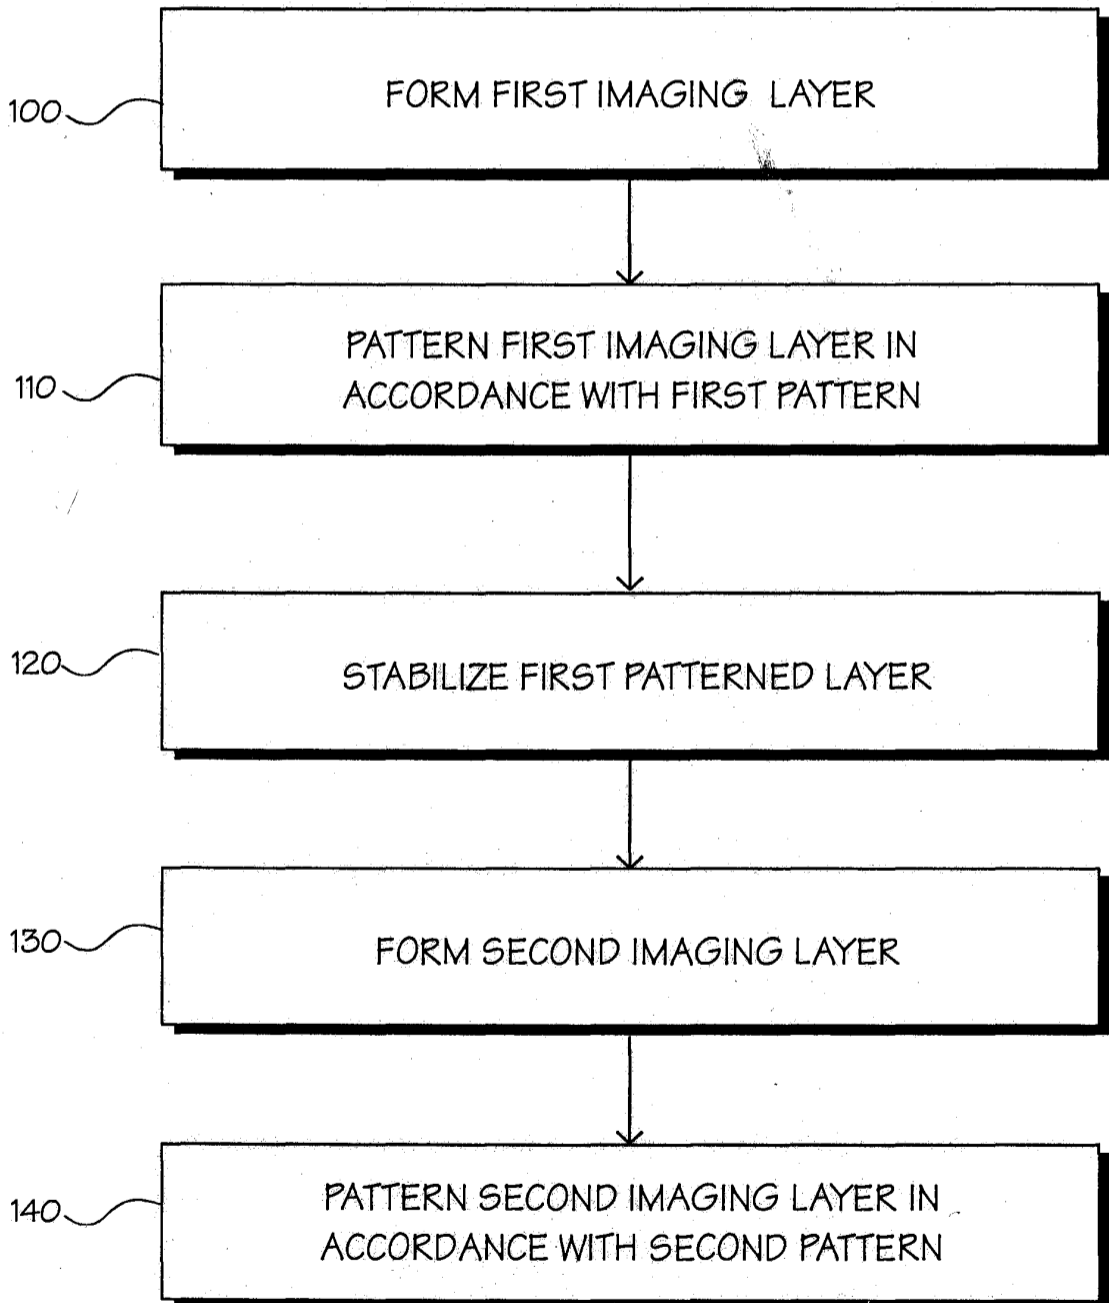 100
FORM FIRST IMAGING LAYER
110
PATTERN FIRST IMAGING LAYER IN
ACCORDANCE WITH FIRST PATTERN
120
STABILIZE FIRST PATTERNED LAYER
130
FORM SECOND IMAGING LAYER
140
PATTERN SECOND IMAGING LAYER IN
ACCORDANCE WITH SECOND PATTERN